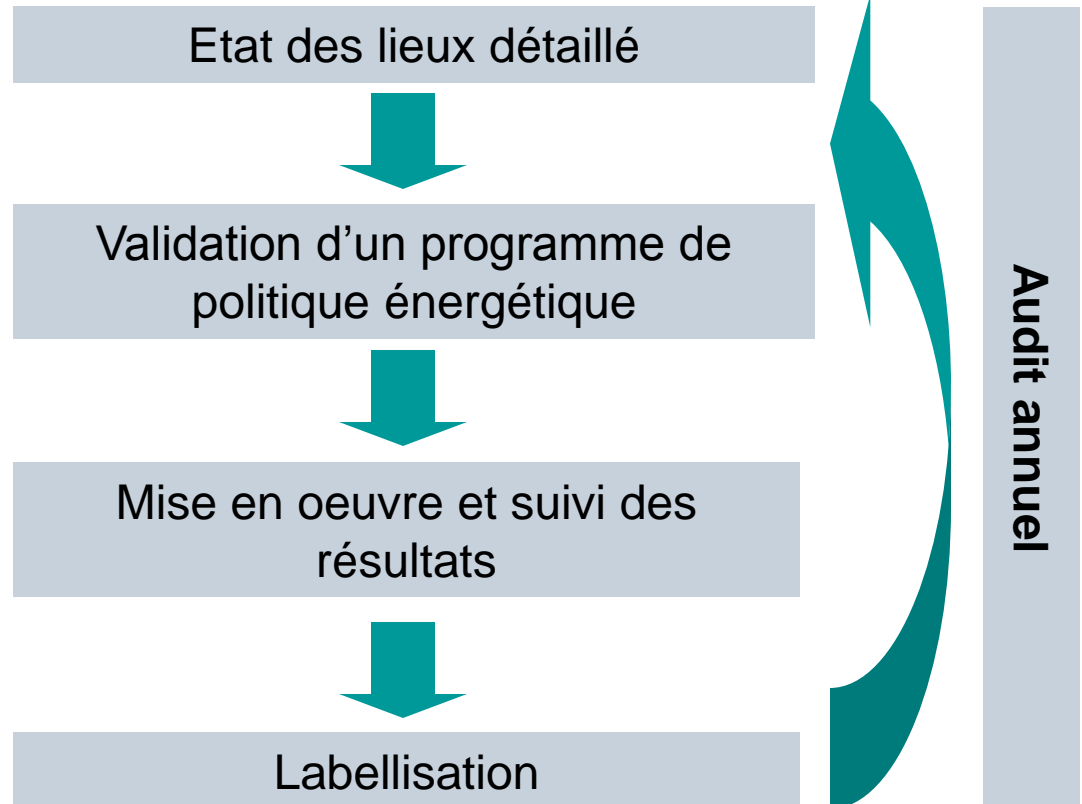 Etat des lieux détaillé
Validation d’un programme de
politique énergétique
Mise en oeuvre et suivi des
résultats
Labellisation
Audit annuel